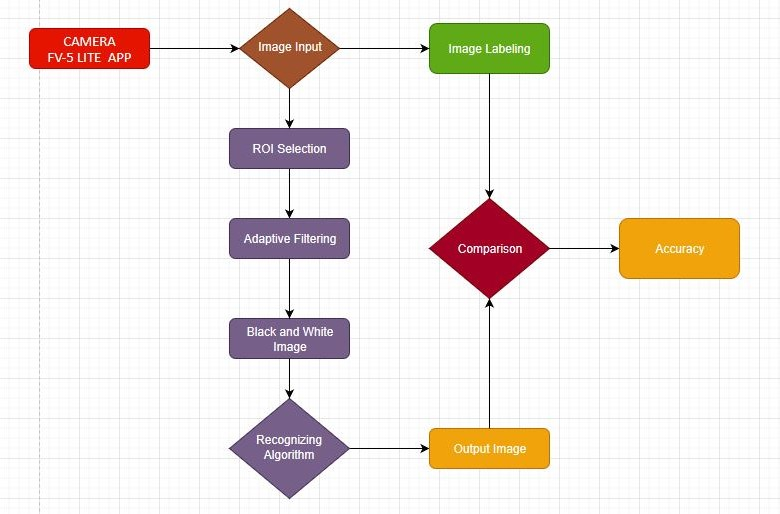 CAMERA
FV-5 LITE APP
Image Input
Image Labeling
ROI Selection
Adaptive Filtering
Comparison
Accuracy
Black and White
Image
Recognizing
Algorithm
Output Image